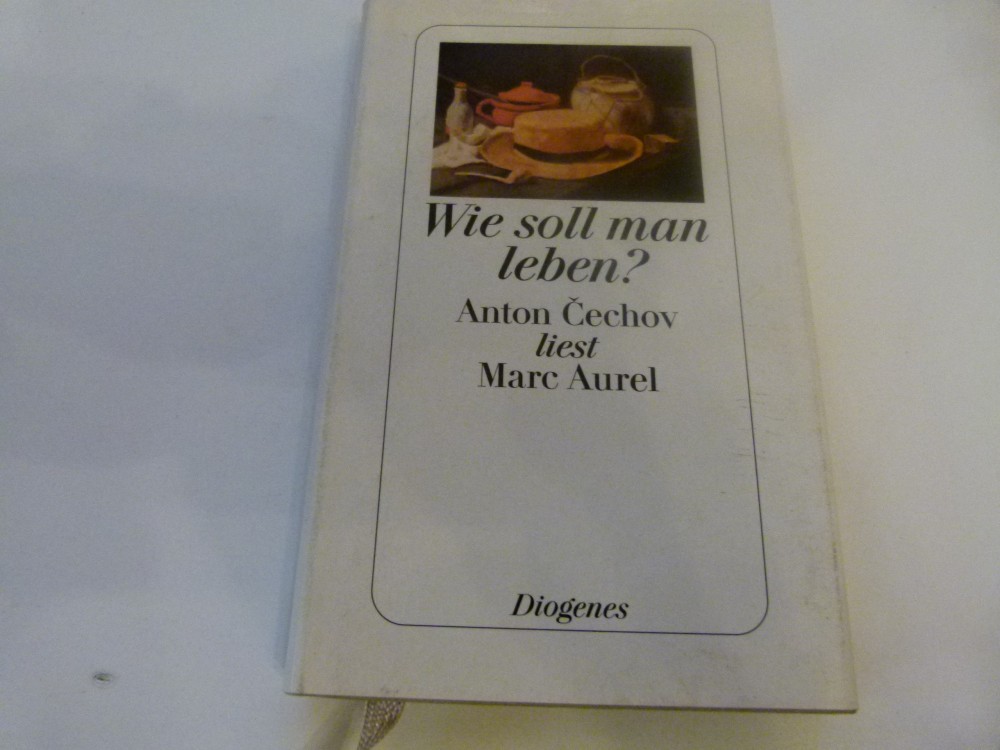 Wie soll man
leben?
Anton Čechov
liest
Marc Aurel
Diogenes